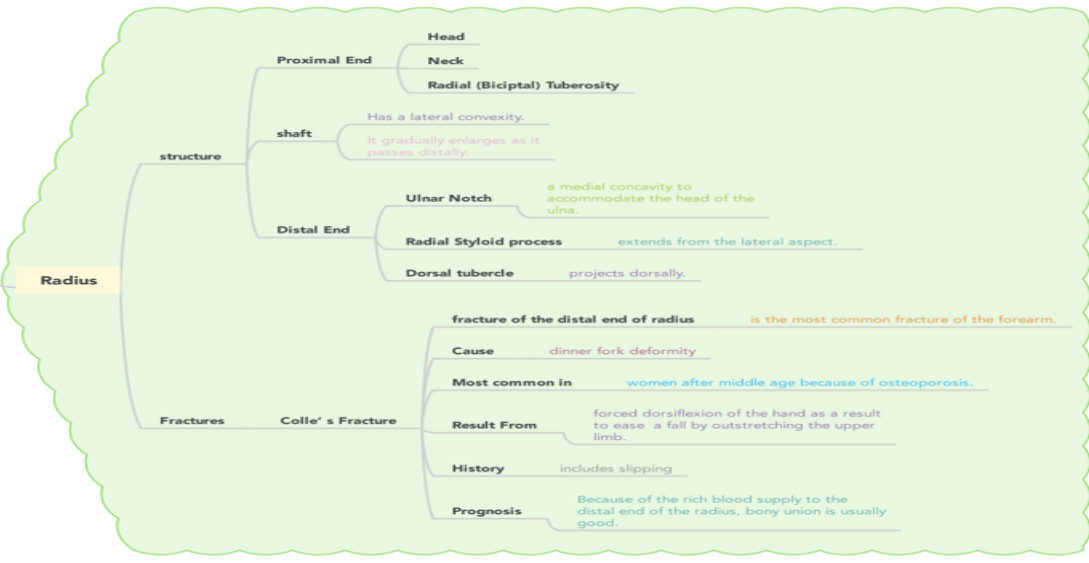 Radius
structure
Proximal End
Head
Neck
Radial (Biciptal) Tuberosity
shaft
Has a lateral convexity.
It gradually enlarges as it
passes distally.
Distal End
Ulnar Notch
a medial concavity to
accommodate the head of the
ulna.
Radial Styloid process
extends from the lateral aspect.
Dorsal tubercle
projects dorsally.
Fractures
Colle' s Fracture
fracture of the distal end of radius
is the most common fracture of the forearm.
Cause
dinner fork deformity
Most common in
women after middle age because of osteoporosis.
Result From
forced dorsiflexion of the hand as a result
to ease  a fall by outstretching the upper
limb.
History
includes slipping
Prognosis
Because of the rich blood supply to the
distal end of the radius, bony union is usually
good.